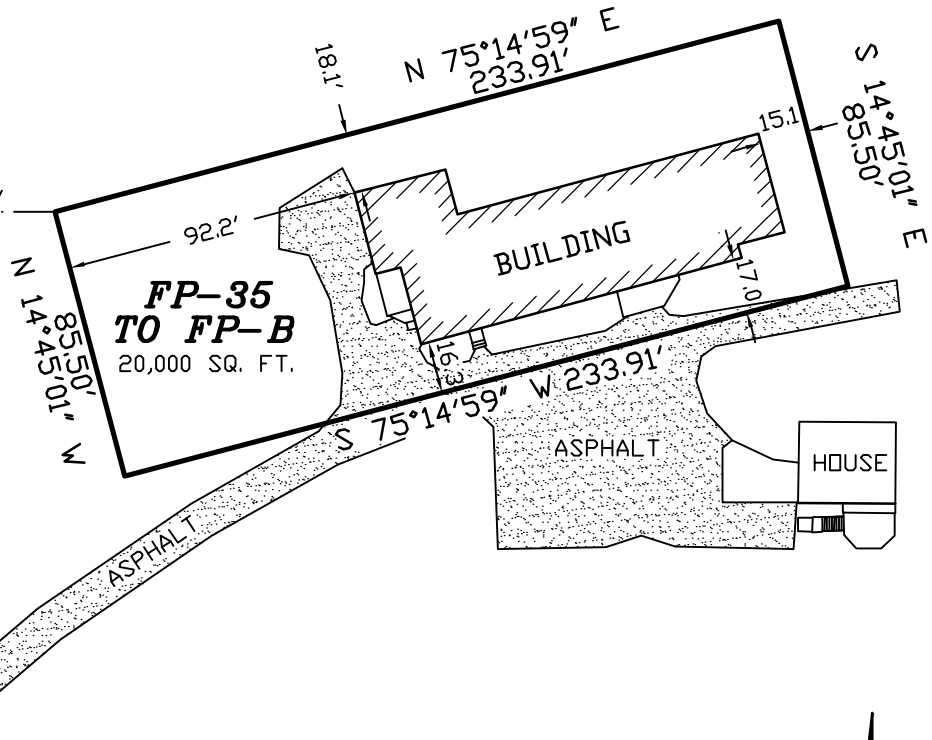 N 75°14'59" E
233.91'
18.1'
S 14°45'01" E
85.50'
15.1
92.2'
BUILDING
N 14°45'01" W
85.50'
FP-35
TO FP-B
20,000 SQ. FT.
17.0
16.3
S 75°14'59" W 233.91'
ASPHALT
HOUSE
ASPHALT